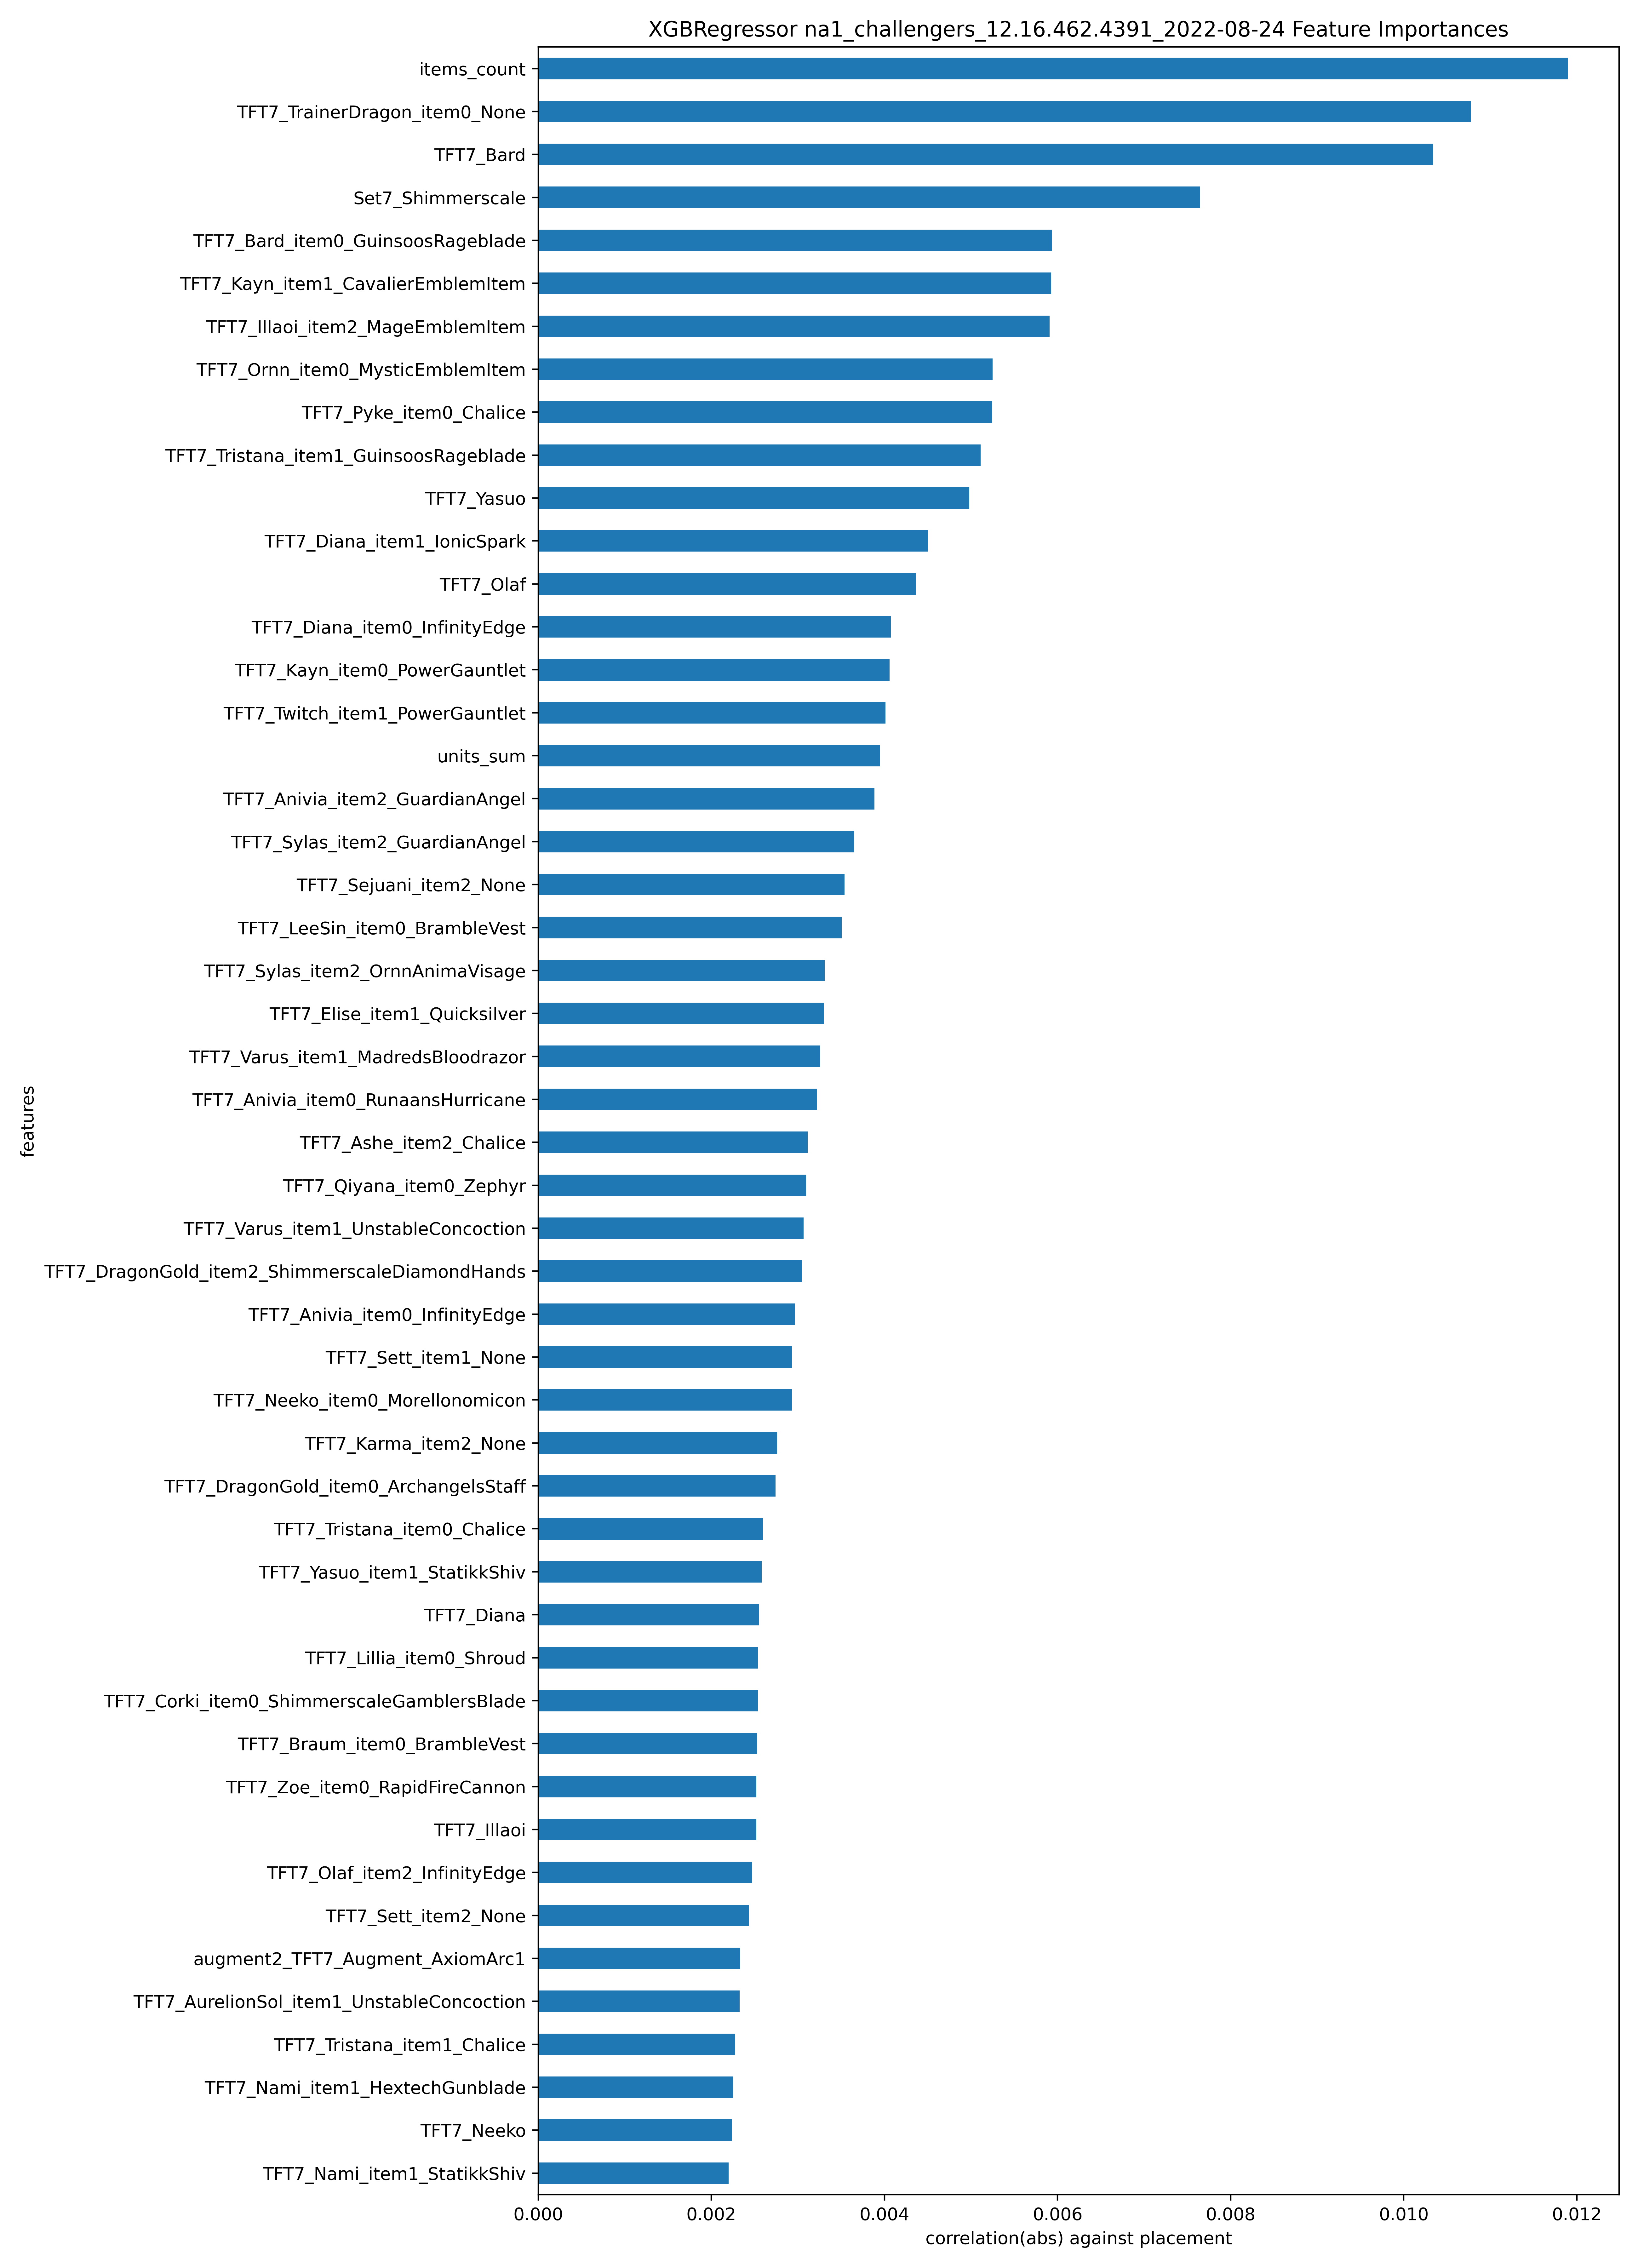 XGBRegressor na1_challengers_12.16.462.4391_2022-08-24 Feature Importances
items_count
TFT7_TrainerDragon_item0_None
TFT7_Bard
Set7_Shimmerscale
TFT7_Bard_item0_GuinsoosRageblade
TFT7_Kayn_item1_CavalierEmblemItem
TFT7_Illaoi_item2_MageEmblemItem
TFT7_Ornn_item0_MysticEmblemItem
TFT7_Pyke_item0_Chalice
TFT7_Tristana_item1_GuinsoosRageblade
TFT7_Yasuo
TFT7_Diana_item1_IonicSpark
TFT7_Olaf
TFT7_Diana_item0_InfinityEdge
TFT7_Kayn_item0_PowerGauntlet
TFT7_Twitch_item1_PowerGauntlet
units_sum
TFT7_Anivia_item2_GuardianAngel
TFT7_Sylas_item2_GuardianAngel
TFT7_Sejuani_item2_None
TFT7_LeeSin_item0_BrambleVest
TFT7_Sylas_item2_OrnnAnimaVisage
TFT7_Elise_item1_Quicksilver
TFT7_Varus_item1_MadredsBloodrazor
TFT7_Anivia_item0_RunaansHurricane
TFT7_Ashe_item2_Chalice
TFT7_Qiyana_item0_Zephyr
TFT7_Varus_item1_UnstableConcoction
TFT7_DragonGold_item2_ShimmerscaleDiamondHands
TFT7_Anivia_item0_InfinityEdge
TFT7_Sett_item1_None
TFT7_Neeko_item0_Morellonomicon
TFT7_Karma_item2_None
TFT7_DragonGold_item0_ArchangelsStaff
TFT7_Tristana_item0_Chalice
TFT7_Yasuo_item1_StatikkShiv
TFT7_Diana
TFT7_Lillia_item0_Shroud
TFT7_Corki_item0_ShimmerscaleGamblersBlade
TFT7_Braum_item0_BrambleVest
TFT7_Zoe_item0_RapidFireCannon
TFT7_Illaoi
TFT7_Olaf_item2_InfinityEdge
TFT7_Sett_item2_None
augment2_TFT7_Augment_AxiomArc1
TFT7_AurelionSol_item1_UnstableConcoction
TFT7_Tristana_item1_Chalice
TFT7_Nami_item1_HextechGunblade
TFT7_Neeko
TFT7_Nami_item1_StatikkShiv
features
0.000 0.002 0.004 0.006 0.008 0.010 0.012
correlation(abs) against placement